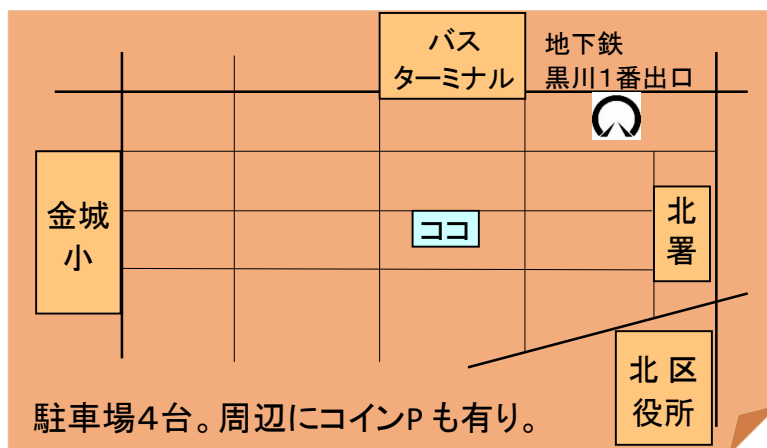 バス
ターミナル
地下鉄
黒川1番出口
金城
小
ココ
北
署
北区
役所
駐車場4台。周辺にコインPも有り。